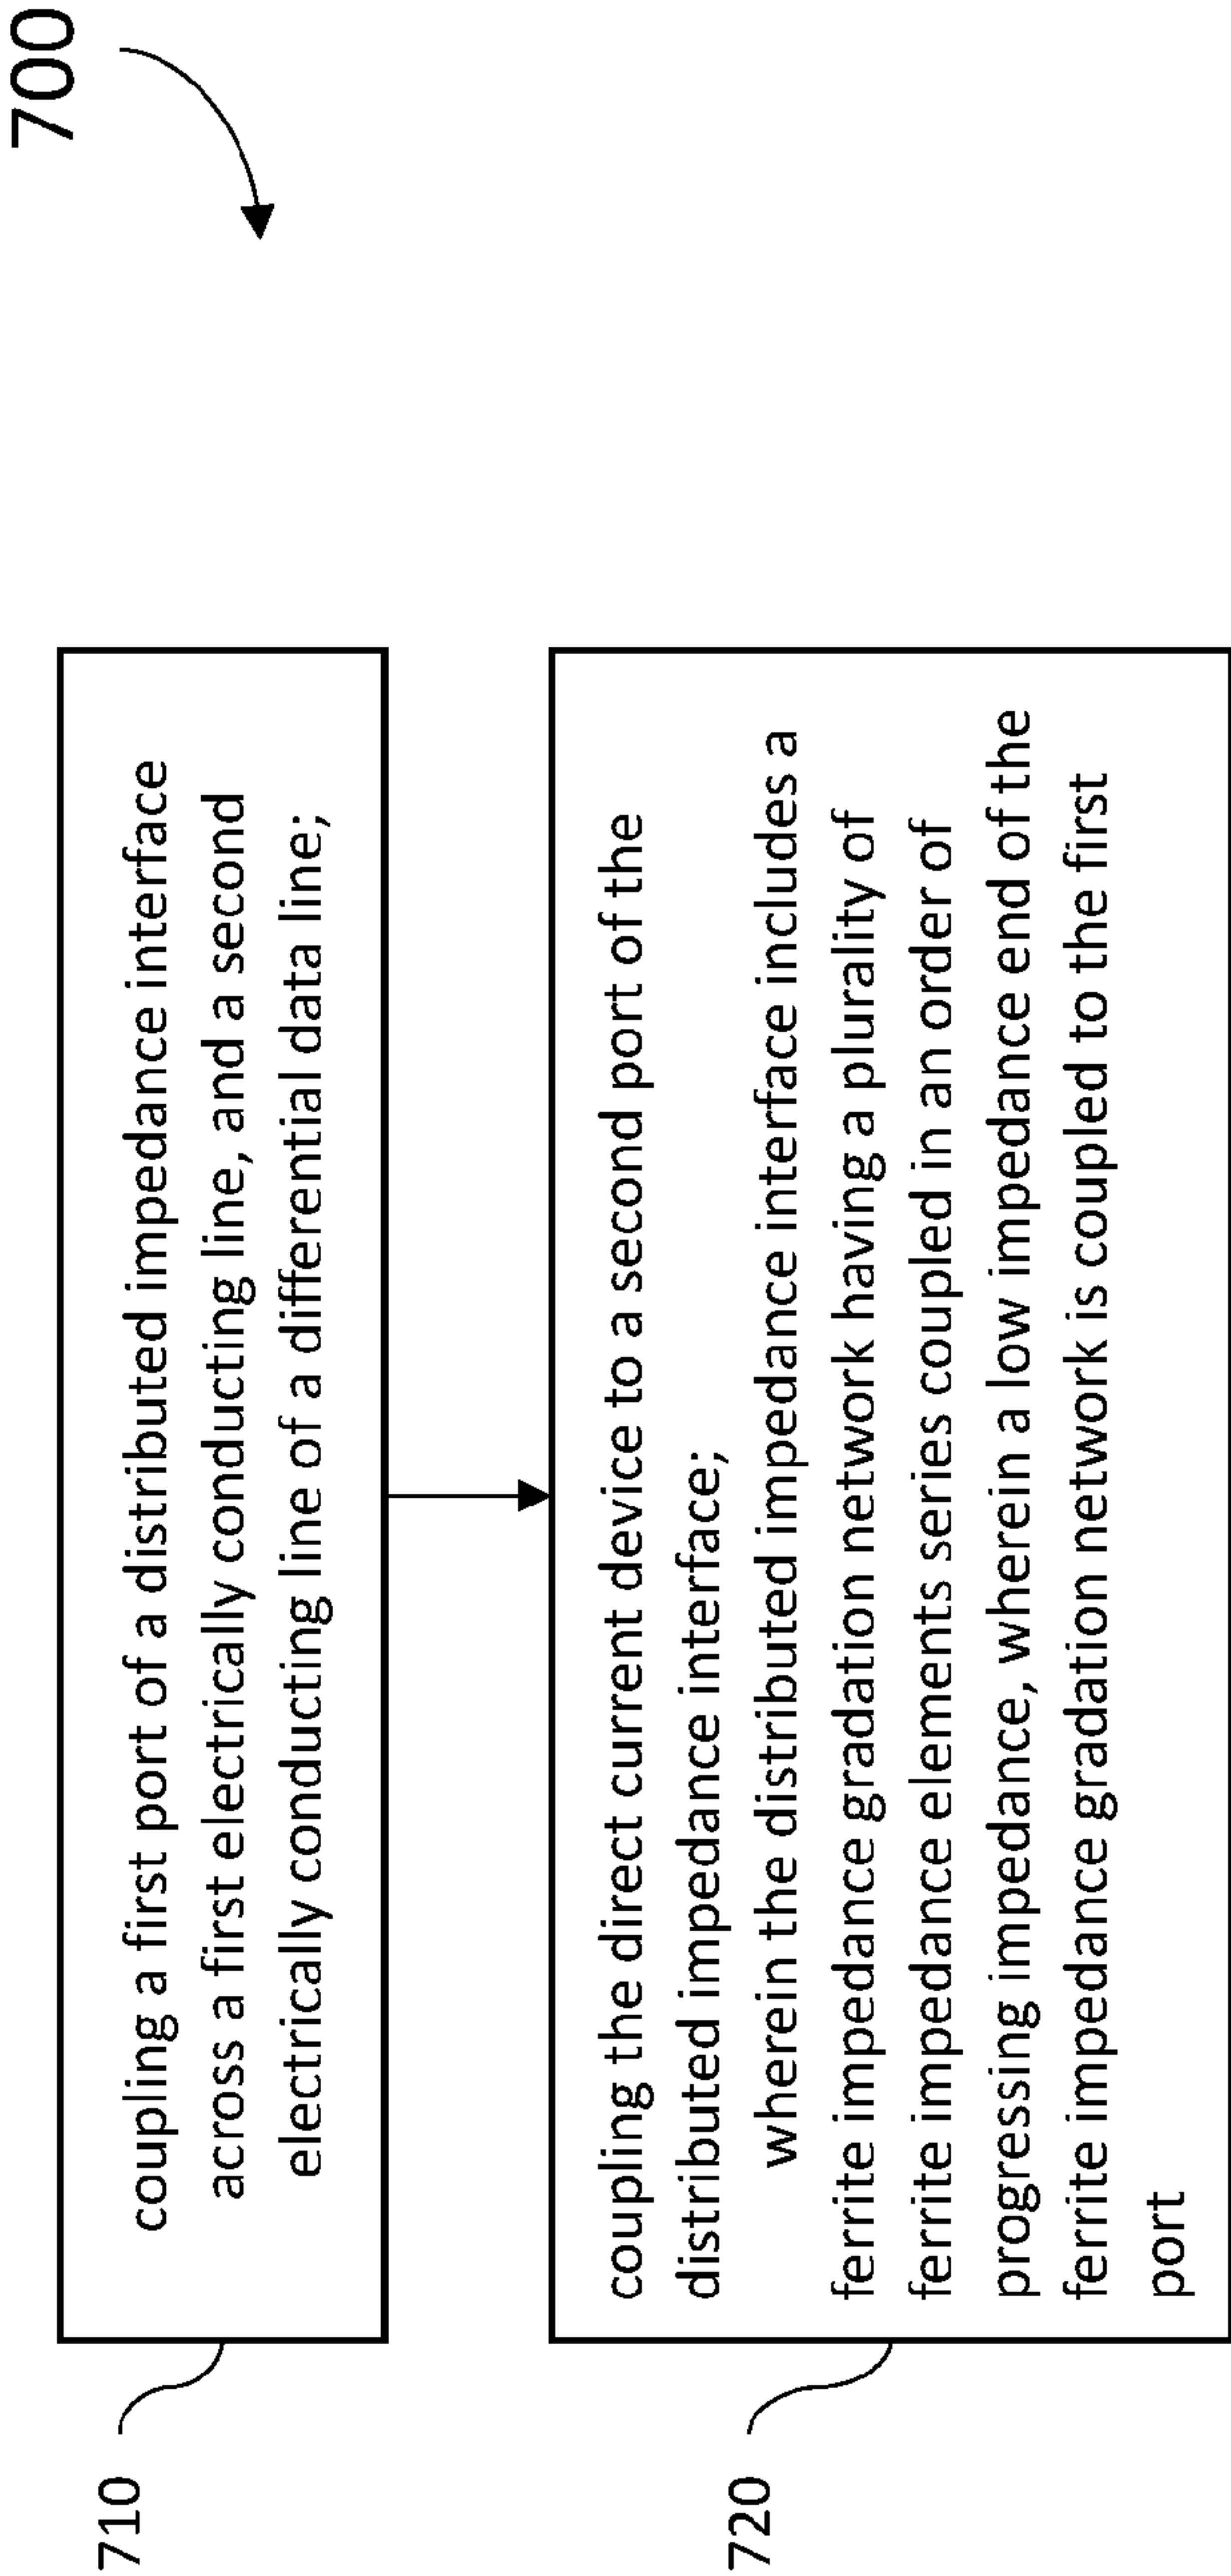 700
710
coupling a first port of a distributed impedance interface
across a first electrically conducting line, and a second
electrically conducting line of a differential data line;
720
coupling the direct current device to a second port of the
distributed impedance interface;
wherein the distributed impedance interface includes a
ferrite impedance gradation network having a plurality of
ferrite impedance elements series coupled in an order of
progressing impedance, wherein a low impedance end of the
ferrite impedance gradation network is coupled to the first
port